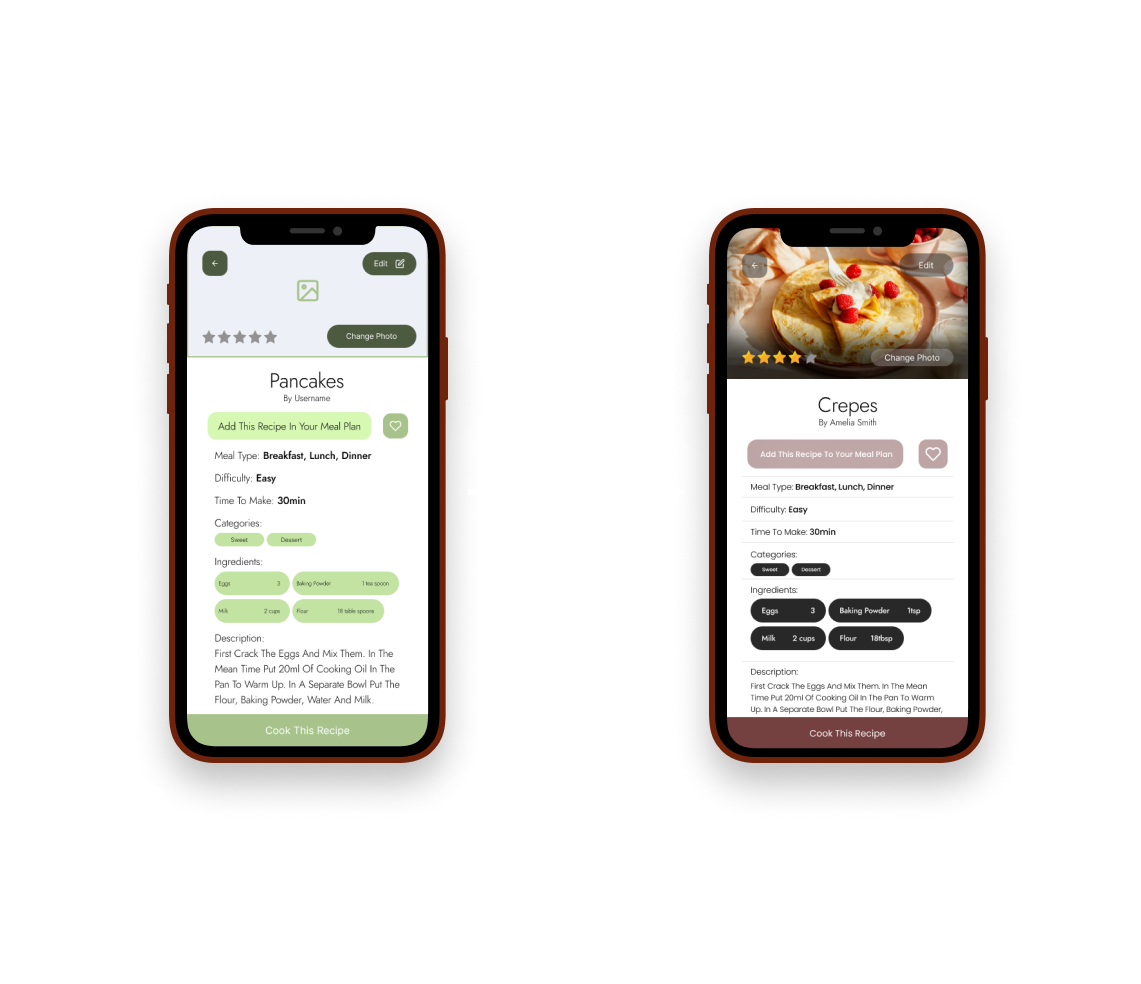 Edit
Change Photo
Pancakes
By Username
Add This Recipe In Your Meal Plan
Meal Type: Breakfast, Lunch, Dinner
Difficulty: Easy
Time To Make: 30min
Categories:
Sweet Dessert
Ingredients:
Eggs 3 Baking Powder 1 tea spoon
Milk 2 cups Flour 18 table spoons
Description:
First Crack The Eggs And Mix Them. In The
Mean Time Put 20ml Of Cooking Oil In The
Pan To Warm Up. In A Separate Bowl Put The
Flour, Baking Powder, Water And Milk.
Cook This Recipe
Edit
Change Photo
Crepes
By Amelia Smith
Add This Recipe To Your Meal Plan
Meal Type: Breakfast, Lunch, Dinner
Difficulty: Easy
Time To Make: 30min
Categories:
Sweet Dessert
Ingredients:
Eggs 3 Baking Powder 1tsp
Milk 2 cups Flour 18tbsp
Description:
First Crack The Eggs And Mix Them. In The Mean
Time Put 20ml Of Cooking Oil In The Pan To Warm
Up. In A Separate Bowl Put The Flour, Baking Powder,
Cook This Recipe